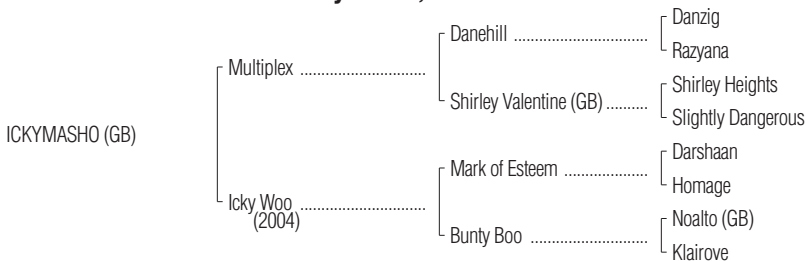 Danzig
Danehill
Razyana
Multiplex
Shirley Heights
Shirley Valentine (GB)
Slightly Dangerous
ICKYMASHO (GB)
Darshaan
Mark of Esteem
Homage
Icky Woo
(2004)
Noalto (GB)
Bunty Boo
Klairove